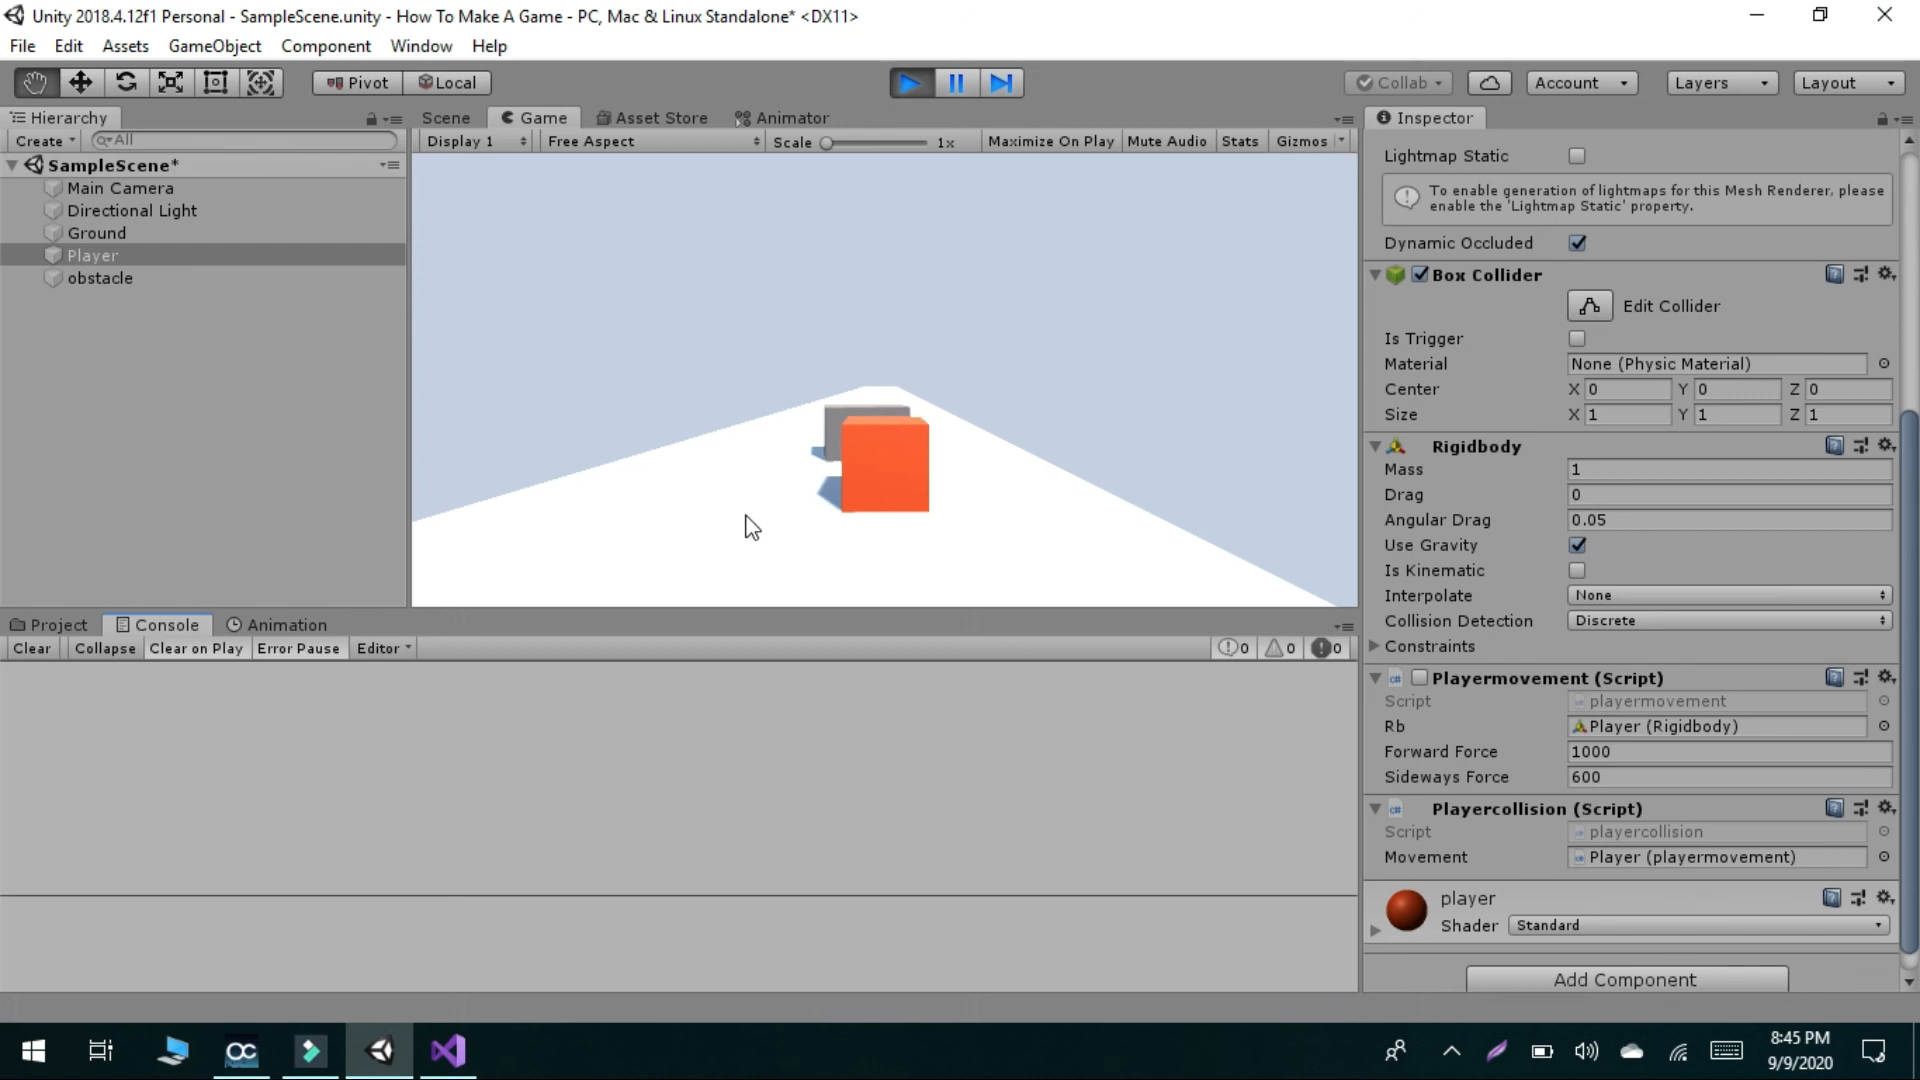 Unity 2018.4.12f1 Personal - SampleScene.unity - How To Make A Game - PC, Mac & Linux Standalone* <DX11>
File Edit Assets GameObject Component Window Help
Pivot Local Collab Account Layers Layout
Hierarchy Scene Game Asset Store Animator Inspector
Create All Display 1 Free Aspect Scale 1x Maximize On Play Mute Audio Stats Gizmos
SampleScene*
Main Camera
Directional Light
Ground
Player
obstacle
Lightmap Static
To enable generation of lightmaps for this Mesh Renderer, please
enable the 'Lightmap Static' property.
Dynamic Occluded
Box Collider
Edit Collider
Is Trigger
Material None (Physic Material)
Center X 0 Y 0 Z 0
Size X 1 Y 1 Z 1
Rigidbody
Mass 1
Drag 0
Angular Drag 0.05
Use Gravity
Is Kinematic
Interpolate None
Collision Detection Discrete
Constraints
Playermovement (Script)
Script playermovement
Rb Player (Rigidbody)
Forward Force 1000
Sideways Force 600
Playercollision (Script)
Script playercollision
Movement Player (playermovement)
player
Shader Standard
Add Component
Project Console Animation
Clear Collapse Clear on Play Error Pause Editor 0 0 0
8:45 PM
9/9/2020